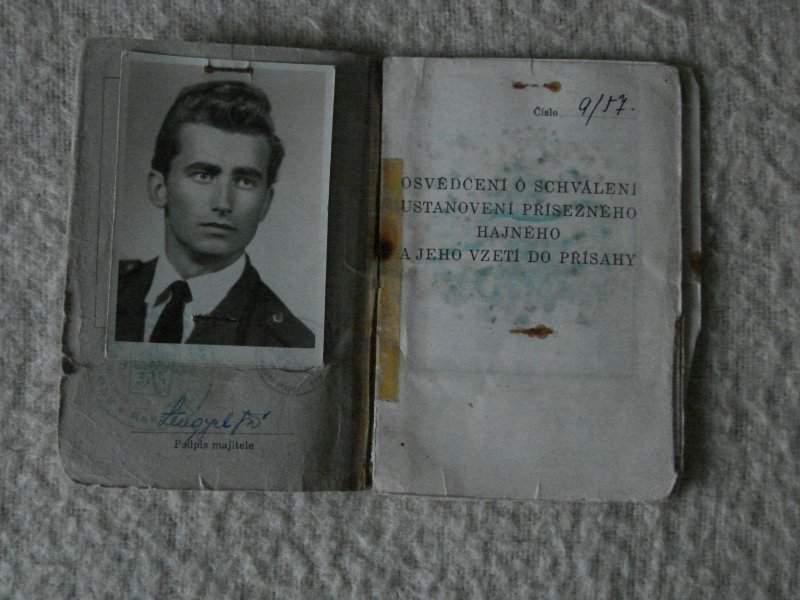 Podpis majitele
Číslo 9/57.
OSVĚDČENÍ O SCHVÁLENÍ
USTANOVENÍ PŘÍSEŽNÉHO
HAJNÉHO
A JEHO VZETÍ DO PŘÍSAHY